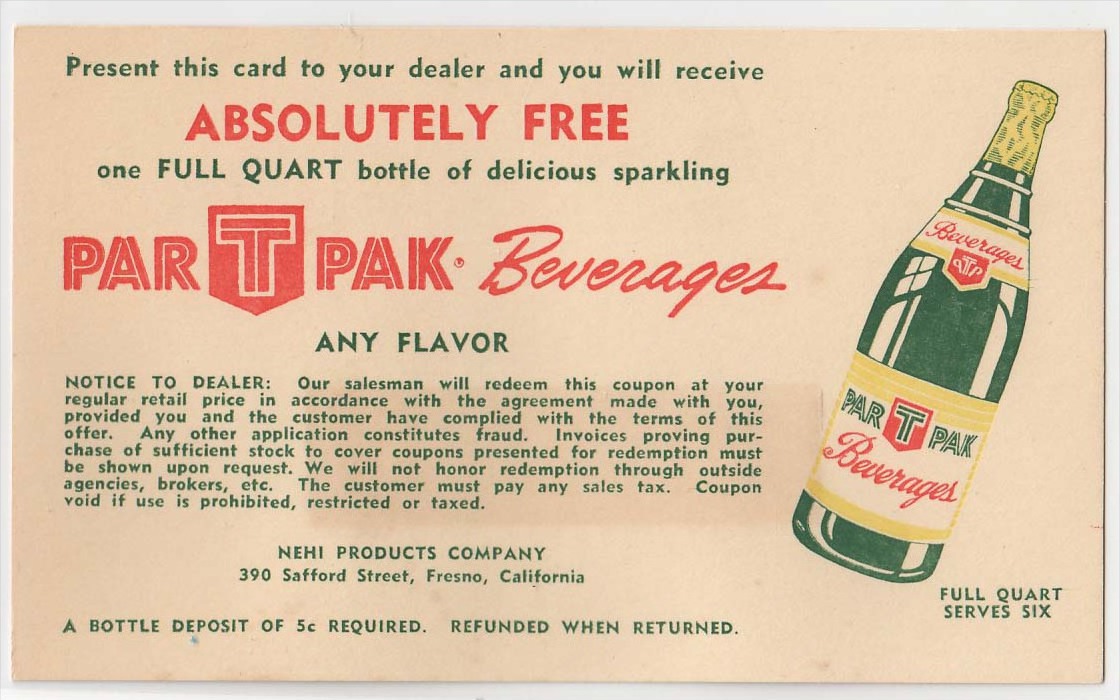 Present this card to your dealer and you will receive
ABSOLUTELY FREE
one FULL QUART bottle of delicious sparkling
PAR T PAK® Beverages
ANY FLAVOR
NOTICE TO DEALER: Our salesman will redeem this coupon at your
regular retail price in accordance with the agreement made with you,
provided you and the customer have complied with the terms of this
offer. Any other application constitutes fraud. Invoices proving pur-
chase of sufficient stock to cover coupons presented for redemption must
be shown upon request. We will not honor redemption through outside
agencies, brokers, etc. The customer must pay any sales tax. Coupon
void if use is prohibited, restricted or taxed.
NEHI PRODUCTS COMPANY
390 Safford Street, Fresno, California
A BOTTLE DEPOSIT OF 5c REQUIRED. REFUNDED WHEN RETURNED.
Beverages
PTP
PAR T PAK
Beverages
FULL QUART
SERVES SIX